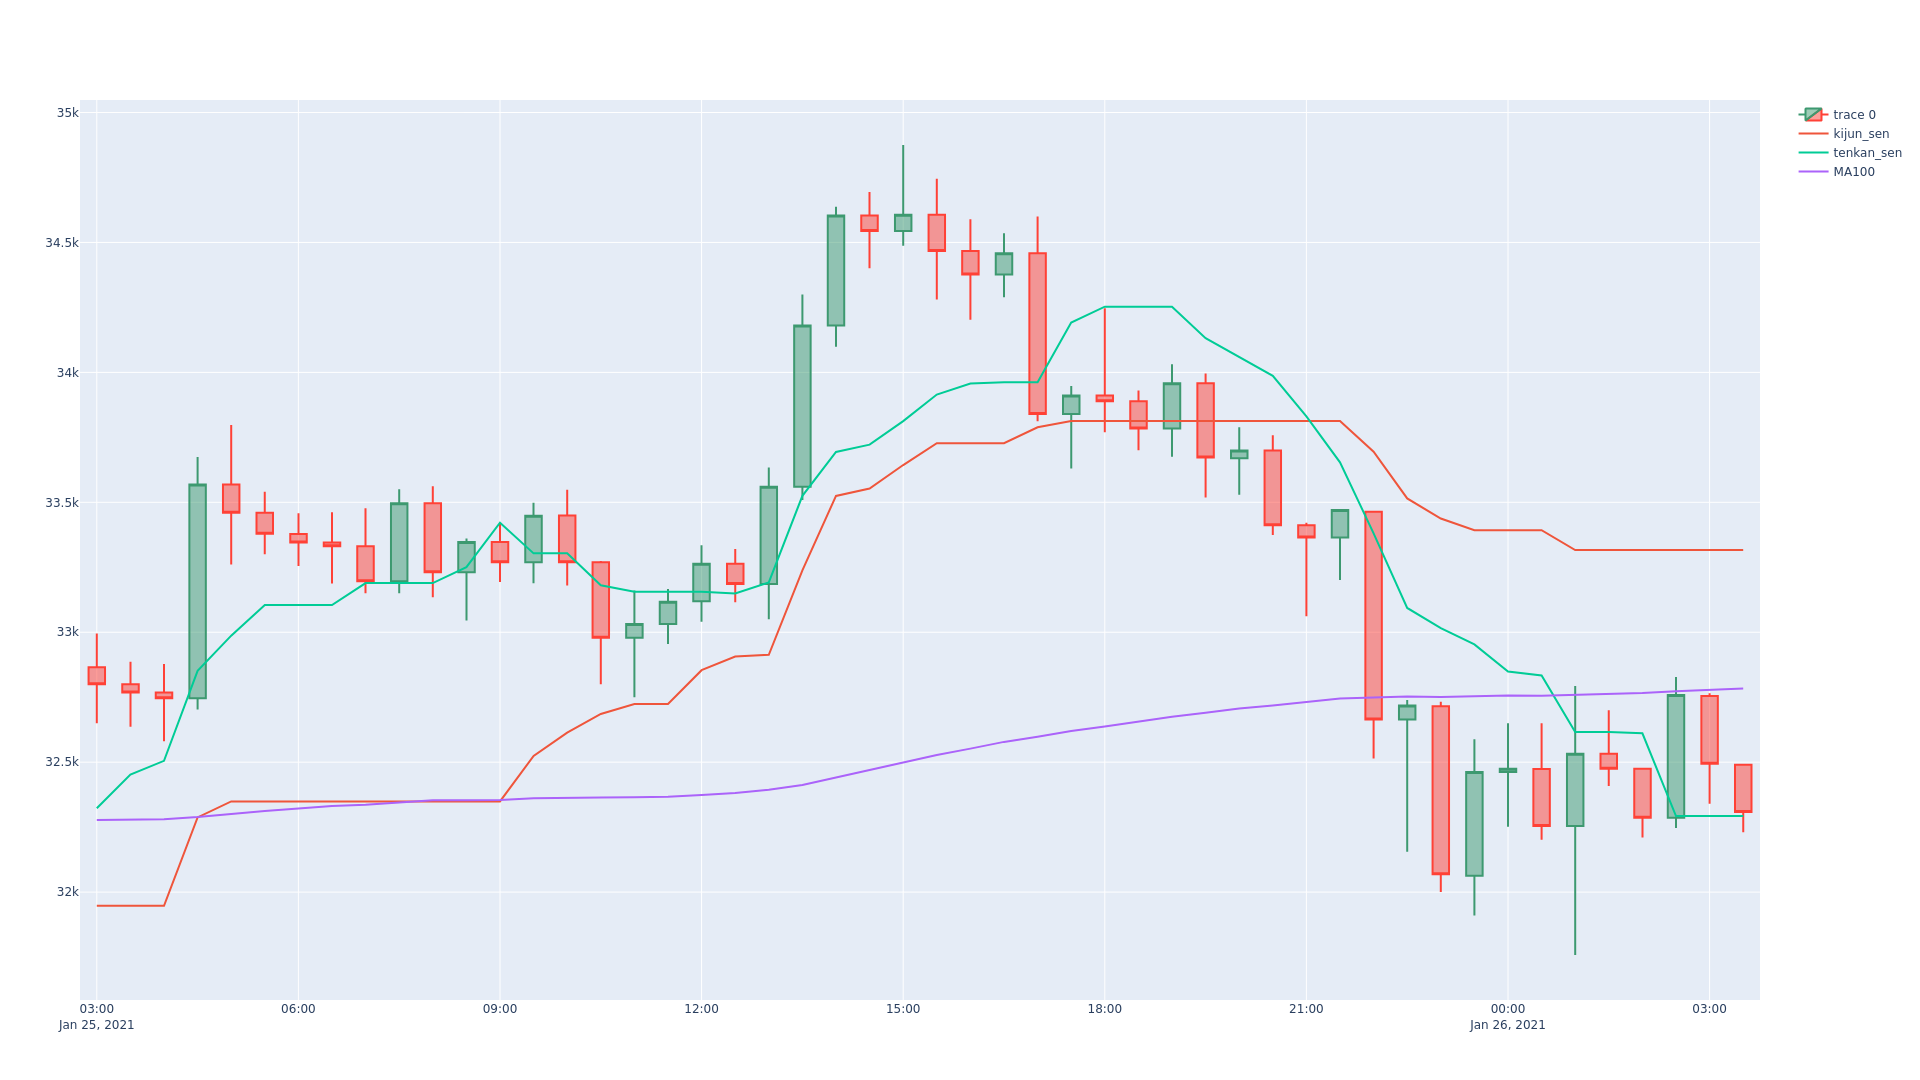 35k
34.5k
34k
33.5k
33k
32.5k
32k
03:00 06:00 09:00 12:00 15:00 18:00 21:00 00:00 03:00
Jan 25, 2021 Jan 26, 2021
trace 0
kijun_sen
tenkan_sen
MA100